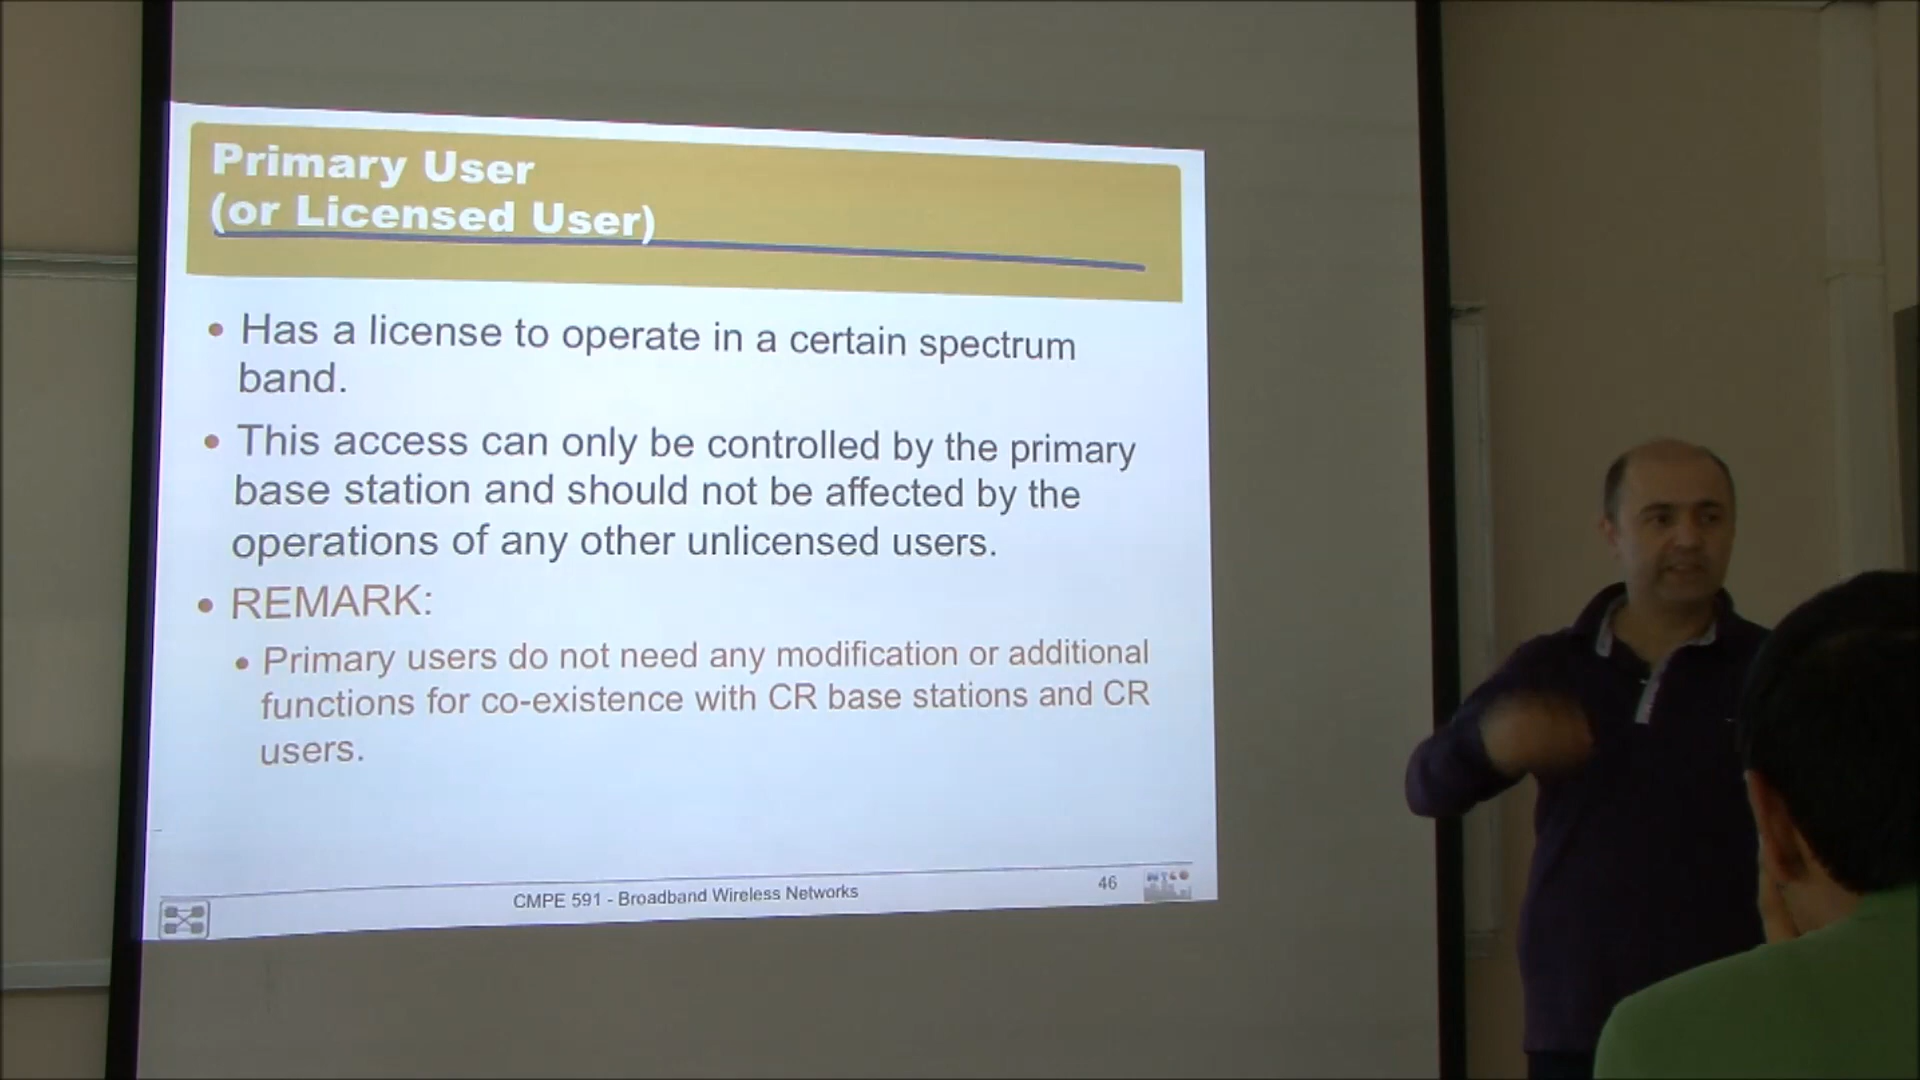 Primary User
(or Licensed User)
• Has a license to operate in a certain spectrum
band.
• This access can only be controlled by the primary
base station and should not be affected by the
operations of any other unlicensed users.
• REMARK:
• Primary users do not need any modification or additional
functions for co-existence with CR base stations and CR
users.
CMPE 591 - Broadband Wireless Networks
46